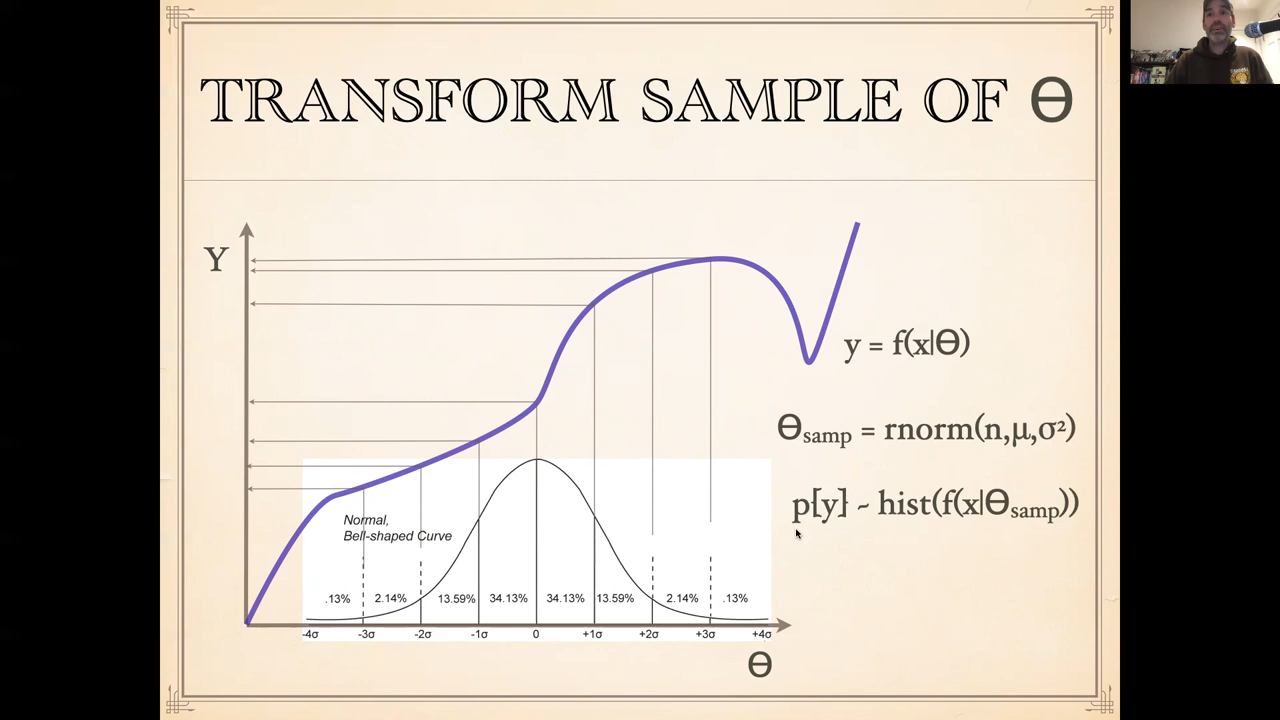 TRANSFORM SAMPLE OF Θ
Y
y = f(x|Θ)
Θsamp = rnorm(n,μ,σ²)
p[y] ~ hist(f(x|Θsamp))
Normal,
Bell-shaped Curve
.13% 2.14% 13.59% 34.13% 34.13% 13.59% 2.14% .13%
-4σ -3σ -2σ -1σ 0 +1σ +2σ +3σ +4σ
Θ